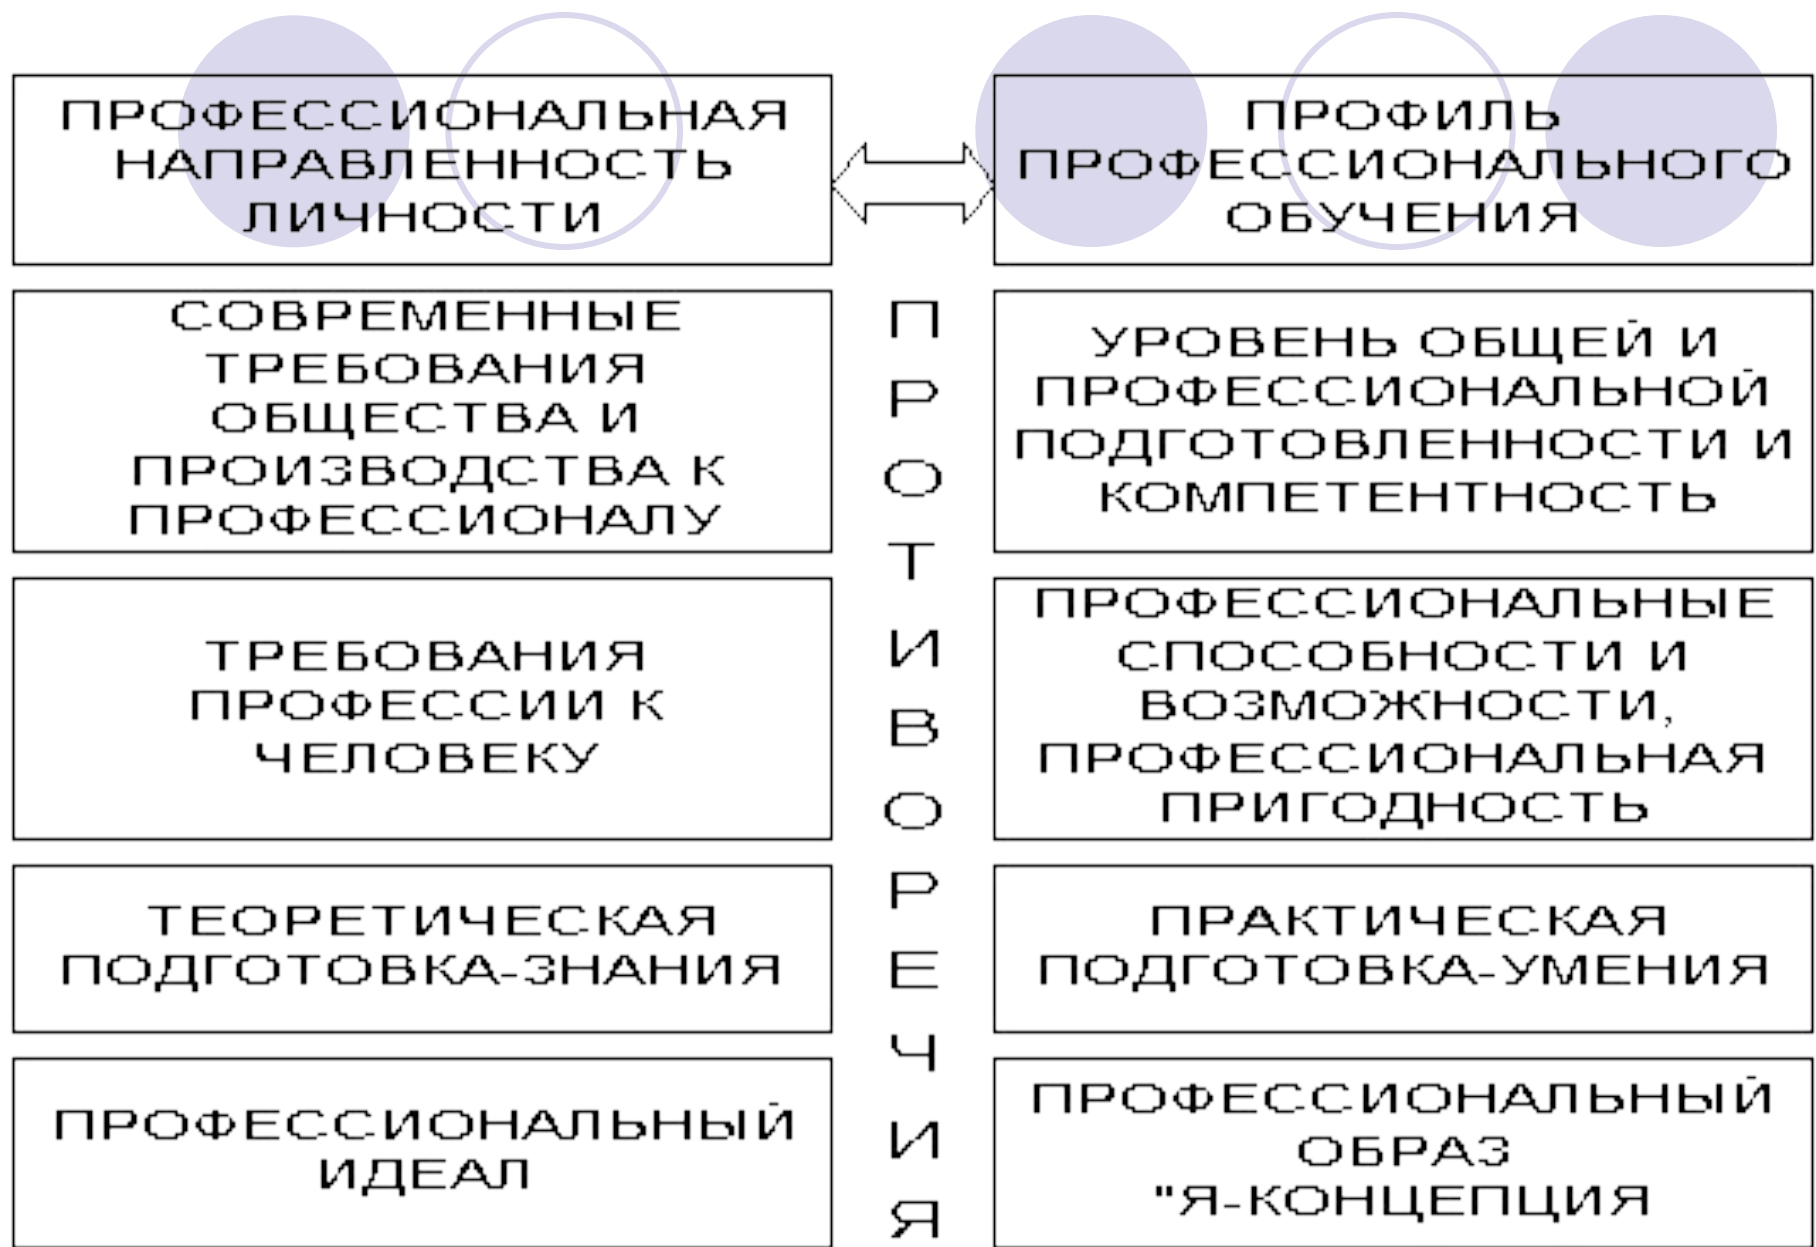 ПРОФЕССИОНАЛЬНАЯ
НАПРАВЛЕННОСТЬ
ЛИЧНОСТИ
ПРОФИЛЬ
ПРОФЕССИОНАЛЬНОГО
ОБУЧЕНИЯ
СОВРЕМЕННЫЕ
ТРЕБОВАНИЯ
ОБЩЕСТВА И
ПРОИЗВОДСТВА К
ПРОФЕССИОНАЛУ
УРОВЕНЬ ОБЩЕЙ И
ПРОФЕССИОНАЛЬНОЙ
ПОДГОТОВЛЕННОСТИ И
КОМПЕТЕНТНОСТЬ
ТРЕБОВАНИЯ
ПРОФЕССИИ К
ЧЕЛОВЕКУ
ПРОФЕССИОНАЛЬНЫЕ
СПОСОБНОСТИ И
ВОЗМОЖНОСТИ,
ПРОФЕССИОНАЛЬНАЯ
ПРИГОДНОСТЬ
ТЕОРЕТИЧЕСКАЯ
ПОДГОТОВКА-ЗНАНИЯ
ПРАКТИЧЕСКАЯ
ПОДГОТОВКА-УМЕНИЯ
ПРОФЕССИОНАЛЬНЫЙ
ИДЕАЛ
ПРОФЕССИОНАЛЬНЫЙ
ОБРАЗ
"Я-КОНЦЕПЦИЯ
ПРОТИВОРЕЧИЯ